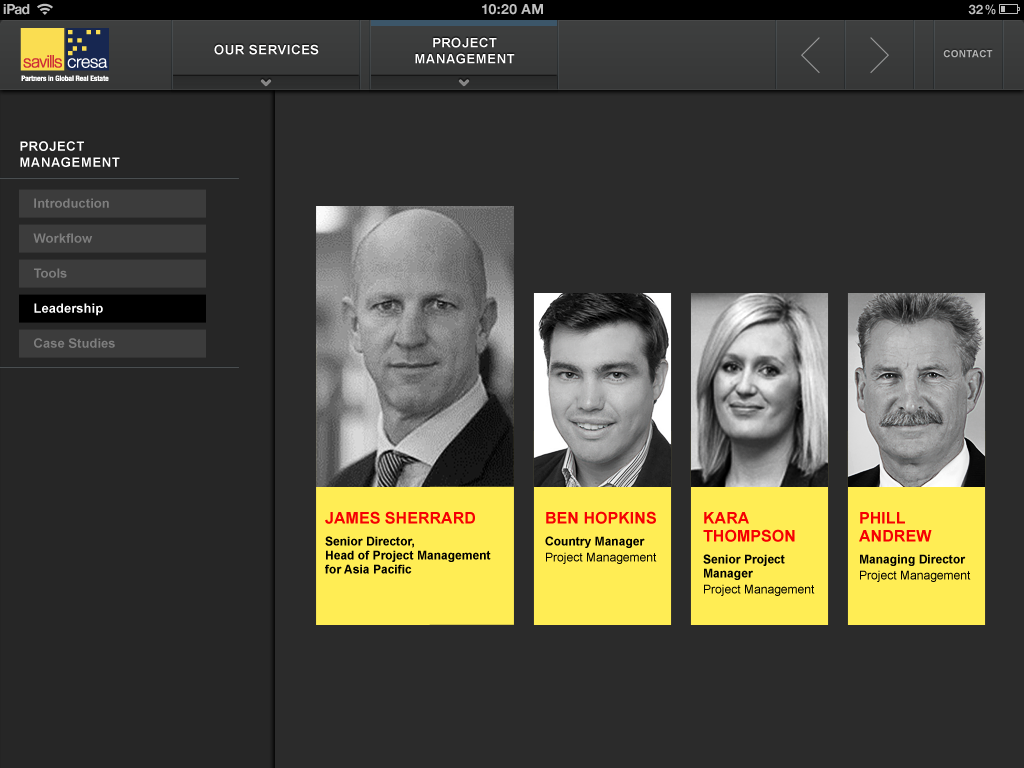 iPad
10:20 AM
32%
savills
cresa
Partners in Global Real Estate
OUR SERVICES
PROJECT
MANAGEMENT
CONTACT
PROJECT
MANAGEMENT
Introduction
Workflow
Tools
Leadership
Case Studies
JAMES SHERRARD
Senior Director,
Head of Project Management
for Asia Pacific
BEN HOPKINS
Country Manager
Project Management
KARA
THOMPSON
Senior Project
Manager
Project Management
PHILL
ANDREW
Managing Director
Project Management